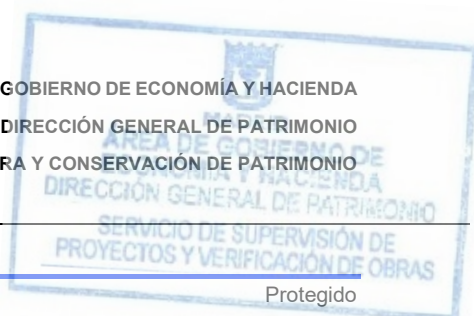 GOBIERNO DE ECONOMÍA Y HACIENDA
DIRECCIÓN GENERAL DE PATRIMONIO
ÁREA DE GOBIERNO DE
RA Y CONSERVACIÓN DE PATRIMONIO
ECONOMÍA Y HACIENDA
DIRECCIÓN GENERAL DE PATRIMONIO
SERVICIO DE SUPERVISIÓN DE
PROYECTOS Y VERIFICACIÓN DE OBRAS
Protegido